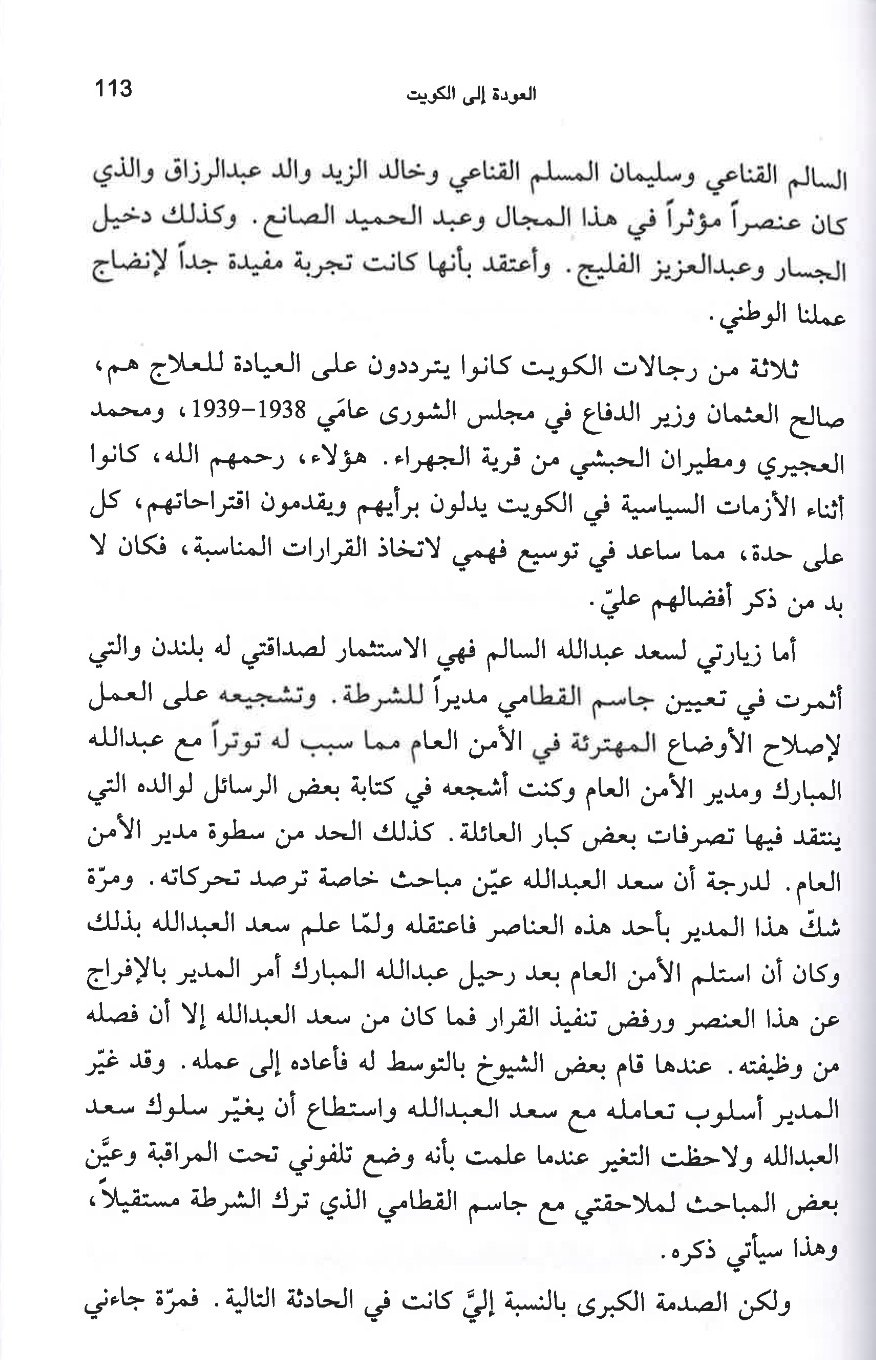 العودة إلى الكويت
113
السالم القناعي وسليمان المسلم القناعي وخالد الزيد والد عبدالرزاق والذي
كان عنصراً مؤثراً في هذا المجال وعبد الحميد الصانع. وكذلك دخيل
الجسار وعبدالعزيز الفليج. وأعتقد بأنها كانت تجربة مفيدة جداً لإنضاج
عملنا الوطني.
ثلاثة من رجالات الكويت كانوا يترددون على العيادة للعلاج هم،
صالح العثمان وزير الدفاع في مجلس الشورى عامَي 1938-1939، ومحمد
العجيري ومطيران الحبشي من قرية الجهراء. هؤلاء، رحمهم الله، كانوا
أثناء الأزمات السياسية في الكويت يدلون برأيهم ويقدمون اقتراحاتهم، كل
على حدة، مما ساعد في توسيع فهمي لاتخاذ القرارات المناسبة، فكان لا
بد من ذكر أفضالهم عليّ.
أما زيارتي لسعد عبدالله السالم فهي الاستثمار لصداقتي له بلندن والتي
أثمرت في تعيين جاسم القطامي مديراً للشرطة. وتشجيعه على العمل
لإصلاح الأوضاع المهترئة في الأمن العام مما سبب له توتراً مع عبدالله
المبارك ومدير الأمن العام وكنت أشجعه في كتابة بعض الرسائل لوالده التي
ينتقد فيها تصرفات بعض كبار العائلة. كذلك الحد من سطوة مدير الأمن
العام. لدرجة أن سعد العبدالله عيّن مباحث خاصة ترصد تحركاته. ومرّة
شكّ هذا المدير بأحد هذه العناصر فاعتقله ولمّا علم سعد العبدالله بذلك
وكان أن استلم الأمن العام بعد رحيل عبدالله المبارك أمر المدير بالإفراج
عن هذا العنصر ورفض تنفيذ القرار فما كان من سعد العبدالله إلا أن فصله
من وظيفته. عندها قام بعض الشيوخ بالتوسط له فأعاده إلى عمله. وقد غيّر
المدير أسلوب تعامله مع سعد العبدالله واستطاع أن يغيّر سلوك سعد
العبدالله ولاحظت التغير عندما علمت بأنه وضع تلفوني تحت المراقبة وعيَّن
بعض المباحث لملاحقتي مع جاسم القطامي الذي ترك الشرطة مستقيلاً،
وهذا سيأتي ذكره.
ولكن الصدمة الكبرى بالنسبة إليَّ كانت في الحادثة التالية. فمرّة جاءني